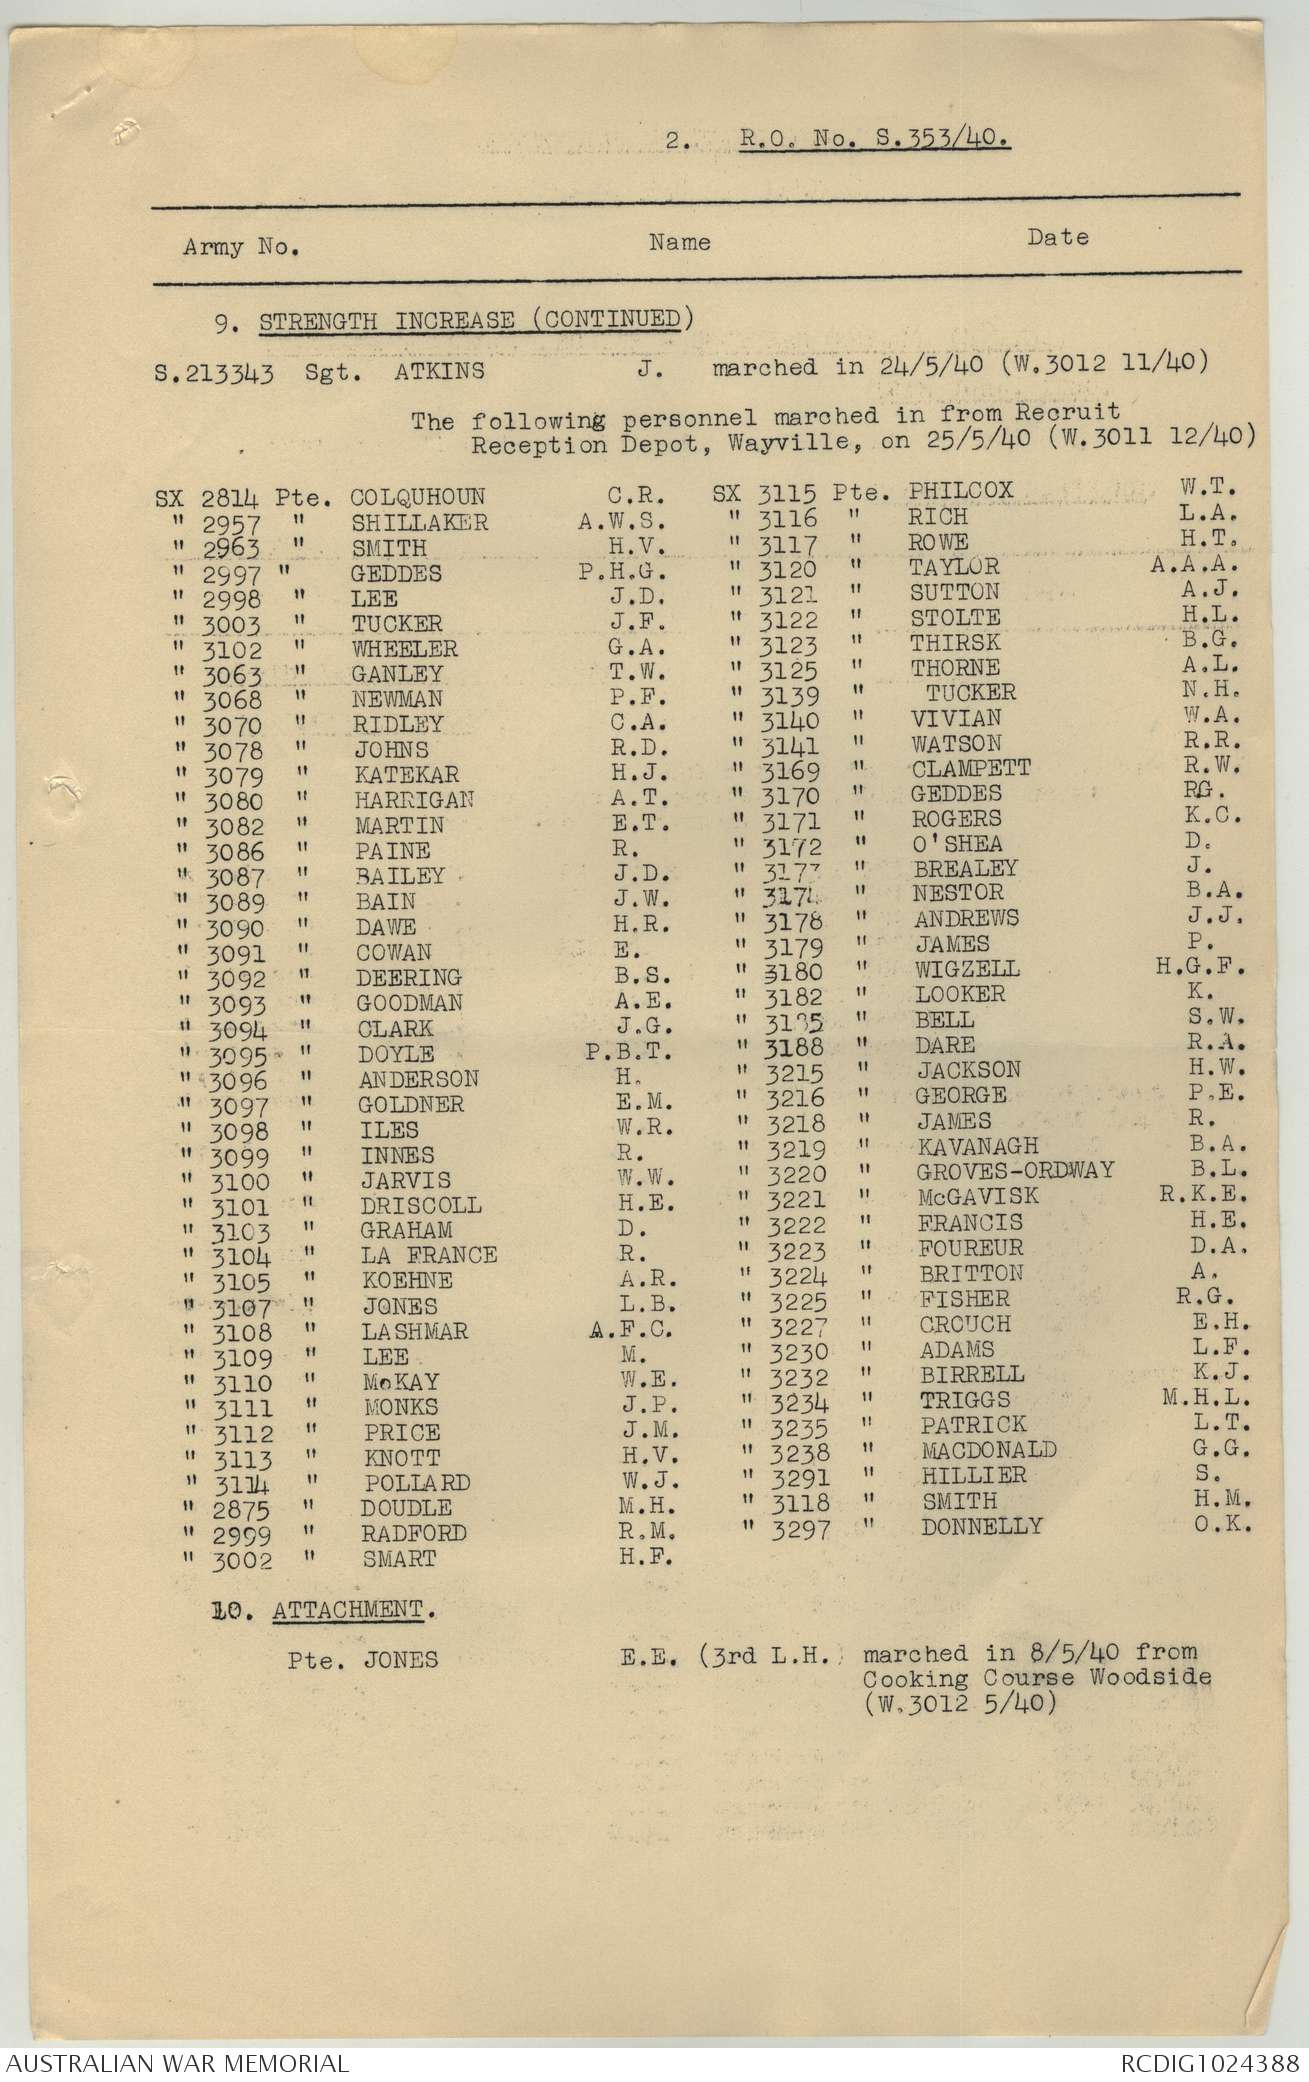 2. R.O. No. S.353/40.
Army No. Name Date
9. STRENGTH INCREASE (CONTINUED)
S.213343 Sgt. ATKINS J. marched in 24/5/40 (W.3012 11/40)
The following personnel marched in from Recruit
Reception Depot, Wayville, on 25/5/40 (W.3011 12/40)
SX 2814 Pte. COLQUHOUN C.R. SX 3115 Pte. PHILCOX W.T.
" 2957 " SHILLAKER A.W.S. " 3116 " RICH L.A.
" 2963 " SMITH H.V. " 3117 " ROWE H.T.
" 2997 " GEDDES P.H.G. " 3120 " TAYLOR A.A.A.
" 2998 " LEE J.D. " 3121 " SUTTON A.J.
" 3003 " TUCKER J.F. " 3122 " STOLTE H.L.
" 3102 " WHEELER G.A. " 3123 " THIRSK B.G.
" 3063 " GANLEY T.W. " 3125 " THORNE A.L.
" 3068 " NEWMAN P.F. " 3139 " TUCKER N.H.
" 3070 " RIDLEY C.A. " 3140 " VIVIAN W.A.
" 3078 " JOHNS R.D. " 3141 " WATSON R.R.
" 3079 " KATEKAR H.J. " 3169 " CLAMPETT R.W.
" 3080 " HARRIGAN A.T. " 3170 " GEDDES RG.
" 3082 " MARTIN E.T. " 3171 " ROGERS K.C.
" 3086 " PAINE R. " 3172 " O'SHEA D.
" 3087 " BAILEY J.D. " 3173 " BREALEY J.
" 3089 " BAIN J.W. " 3174 " NESTOR B.A.
" 3090 " DAWE H.R. " 3178 " ANDREWS J.J.
" 3091 " COWAN E. " 3179 " JAMES P.
" 3092 " DEERING B.S. " 3180 " WIGZELL H.G.F.
" 3093 " GOODMAN A.E. " 3182 " LOOKER K.
" 3094 " CLARK J.G. " 3185 " BELL S.W.
" 3095 " DOYLE P.B.T. " 3188 " DARE R.A.
" 3096 " ANDERSON H. " 3215 " JACKSON H.W.
" 3097 " GOLDNER E.M. " 3216 " GEORGE P.E.
" 3098 " ILES W.R. " 3218 " JAMES R.
" 3099 " INNES R. " 3219 " KAVANAGH B.A.
" 3100 " JARVIS W.W. " 3220 " GROVES-ORDWAY B.L.
" 3101 " DRISCOLL H.E. " 3221 " McGAVISK R.K.E.
" 3103 " GRAHAM D. " 3222 " FRANCIS H.E.
" 3104 " LA FRANCE R. " 3223 " FOUREUR D.A.
" 3105 " KOEHNE A.R. " 3224 " BRITTON A.
" 3107 " JONES L.B. " 3225 " FISHER R.G.
" 3108 " LASHMAR A.F.C. " 3227 " CROUCH E.H.
" 3109 " LEE M. " 3230 " ADAMS L.F.
" 3110 " McKAY W.E. " 3232 " BIRRELL K.J.
" 3111 " MONKS J.P. " 3234 " TRIGGS M.H.L.
" 3112 " PRICE J.M. " 3235 " PATRICK L.T.
" 3113 " KNOTT H.V. " 3238 " MACDONALD G.G.
" 3114 " POLLARD W.J. " 3291 " HILLIER S.
" 2875 " DOUDLE M.H. " 3118 " SMITH H.M.
" 2999 " RADFORD R.M. " 3297 " DONNELLY O.K.
" 3002 " SMART H.F.
10. ATTACHMENT.
Pte. JONES E.E. (3rd L.H.) marched in 8/5/40 from
Cooking Course Woodside
(W.3012 5/40)
AUSTRALIAN WAR MEMORIAL RCDIG1024388